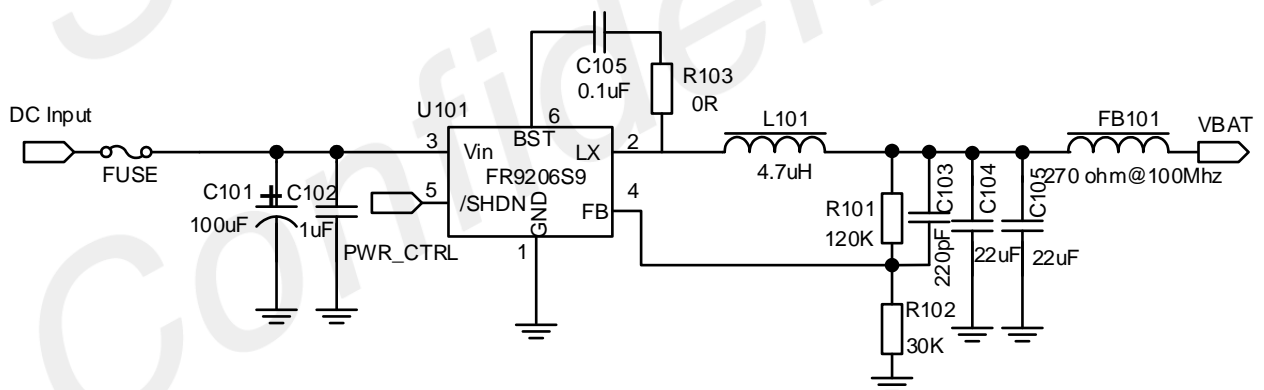 C105
0.1uF
R103
0R
DC Input
FUSE
U101
6
BST
3
Vin
LX
2
FR9206S9
5
/SHDN
GND
FB
4
1
C101
100uF
C102
1uF
PWR_CTRL
L101
4.7uH
FB101
270 ohm@100Mhz
VBAT
R101
120K
C103
220pF
C104
22uF
C105
22uF
R102
30K